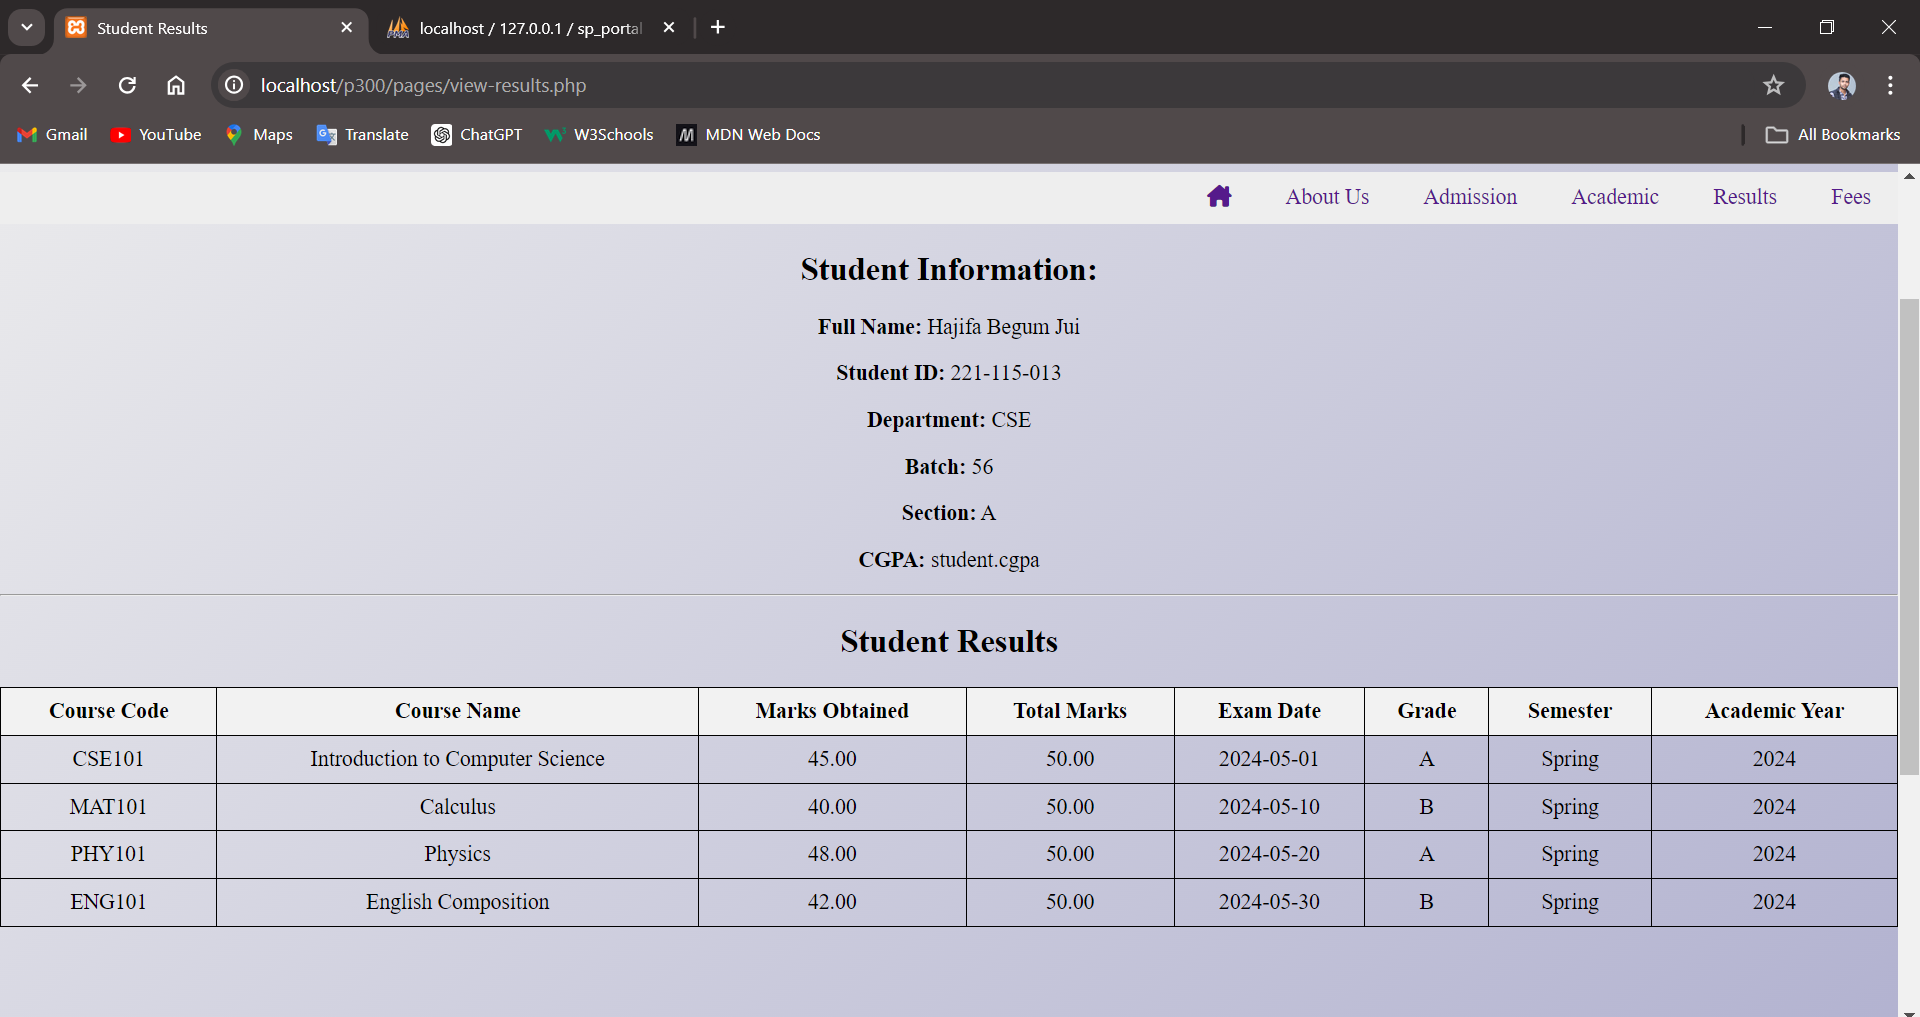 Student Results
localhost / 127.0.0.1 / sp_portal
localhost/p300/pages/view-results.php
Gmail YouTube Maps Translate ChatGPT W3Schools MDN Web Docs All Bookmarks
About Us Admission Academic Results Fees
Student Information:
Full Name: Hajifa Begum Jui
Student ID: 221-115-013
Department: CSE
Batch: 56
Section: A
CGPA: student.cgpa
Student Results
Course Code Course Name Marks Obtained Total Marks Exam Date Grade Semester Academic Year
CSE101 Introduction to Computer Science 45.00 50.00 2024-05-01 A Spring 2024
MAT101 Calculus 40.00 50.00 2024-05-10 B Spring 2024
PHY101 Physics 48.00 50.00 2024-05-20 A Spring 2024
ENG101 English Composition 42.00 50.00 2024-05-30 B Spring 2024